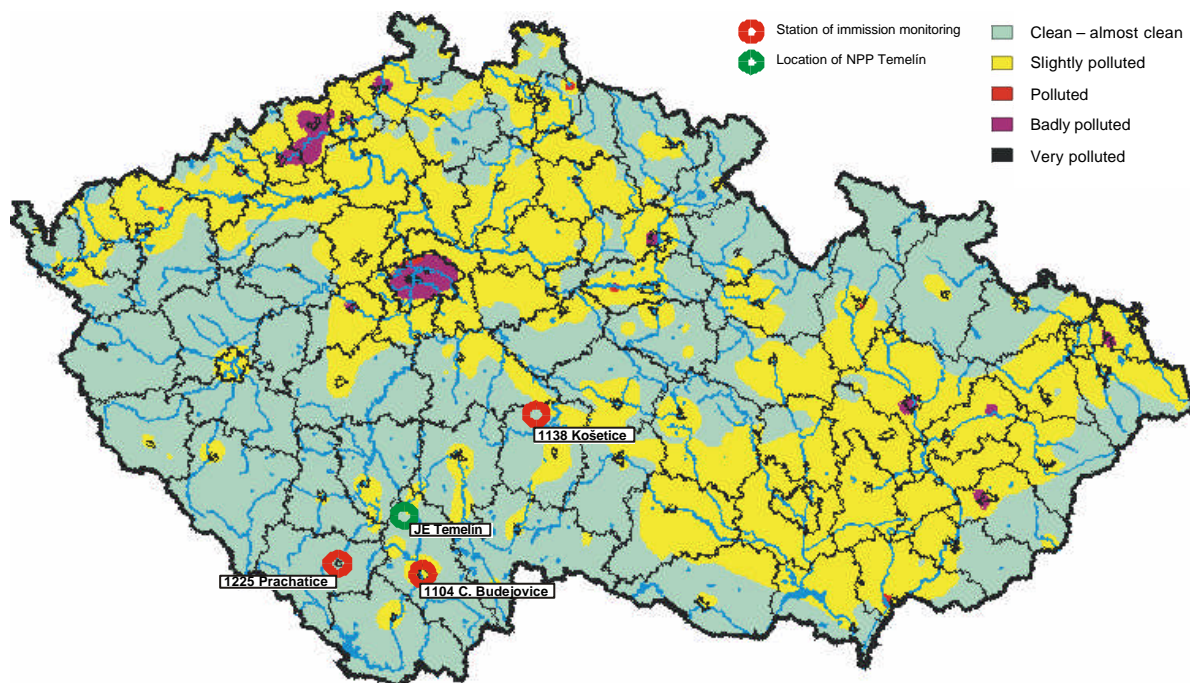 Station of immission monitoring
Location of NPP Temelín
Clean – almost clean
Slightly polluted
Polluted
Badly polluted
Very polluted
1138 Košetice
JE Temelín
1225 Prachatice
1104 C. Budejovice